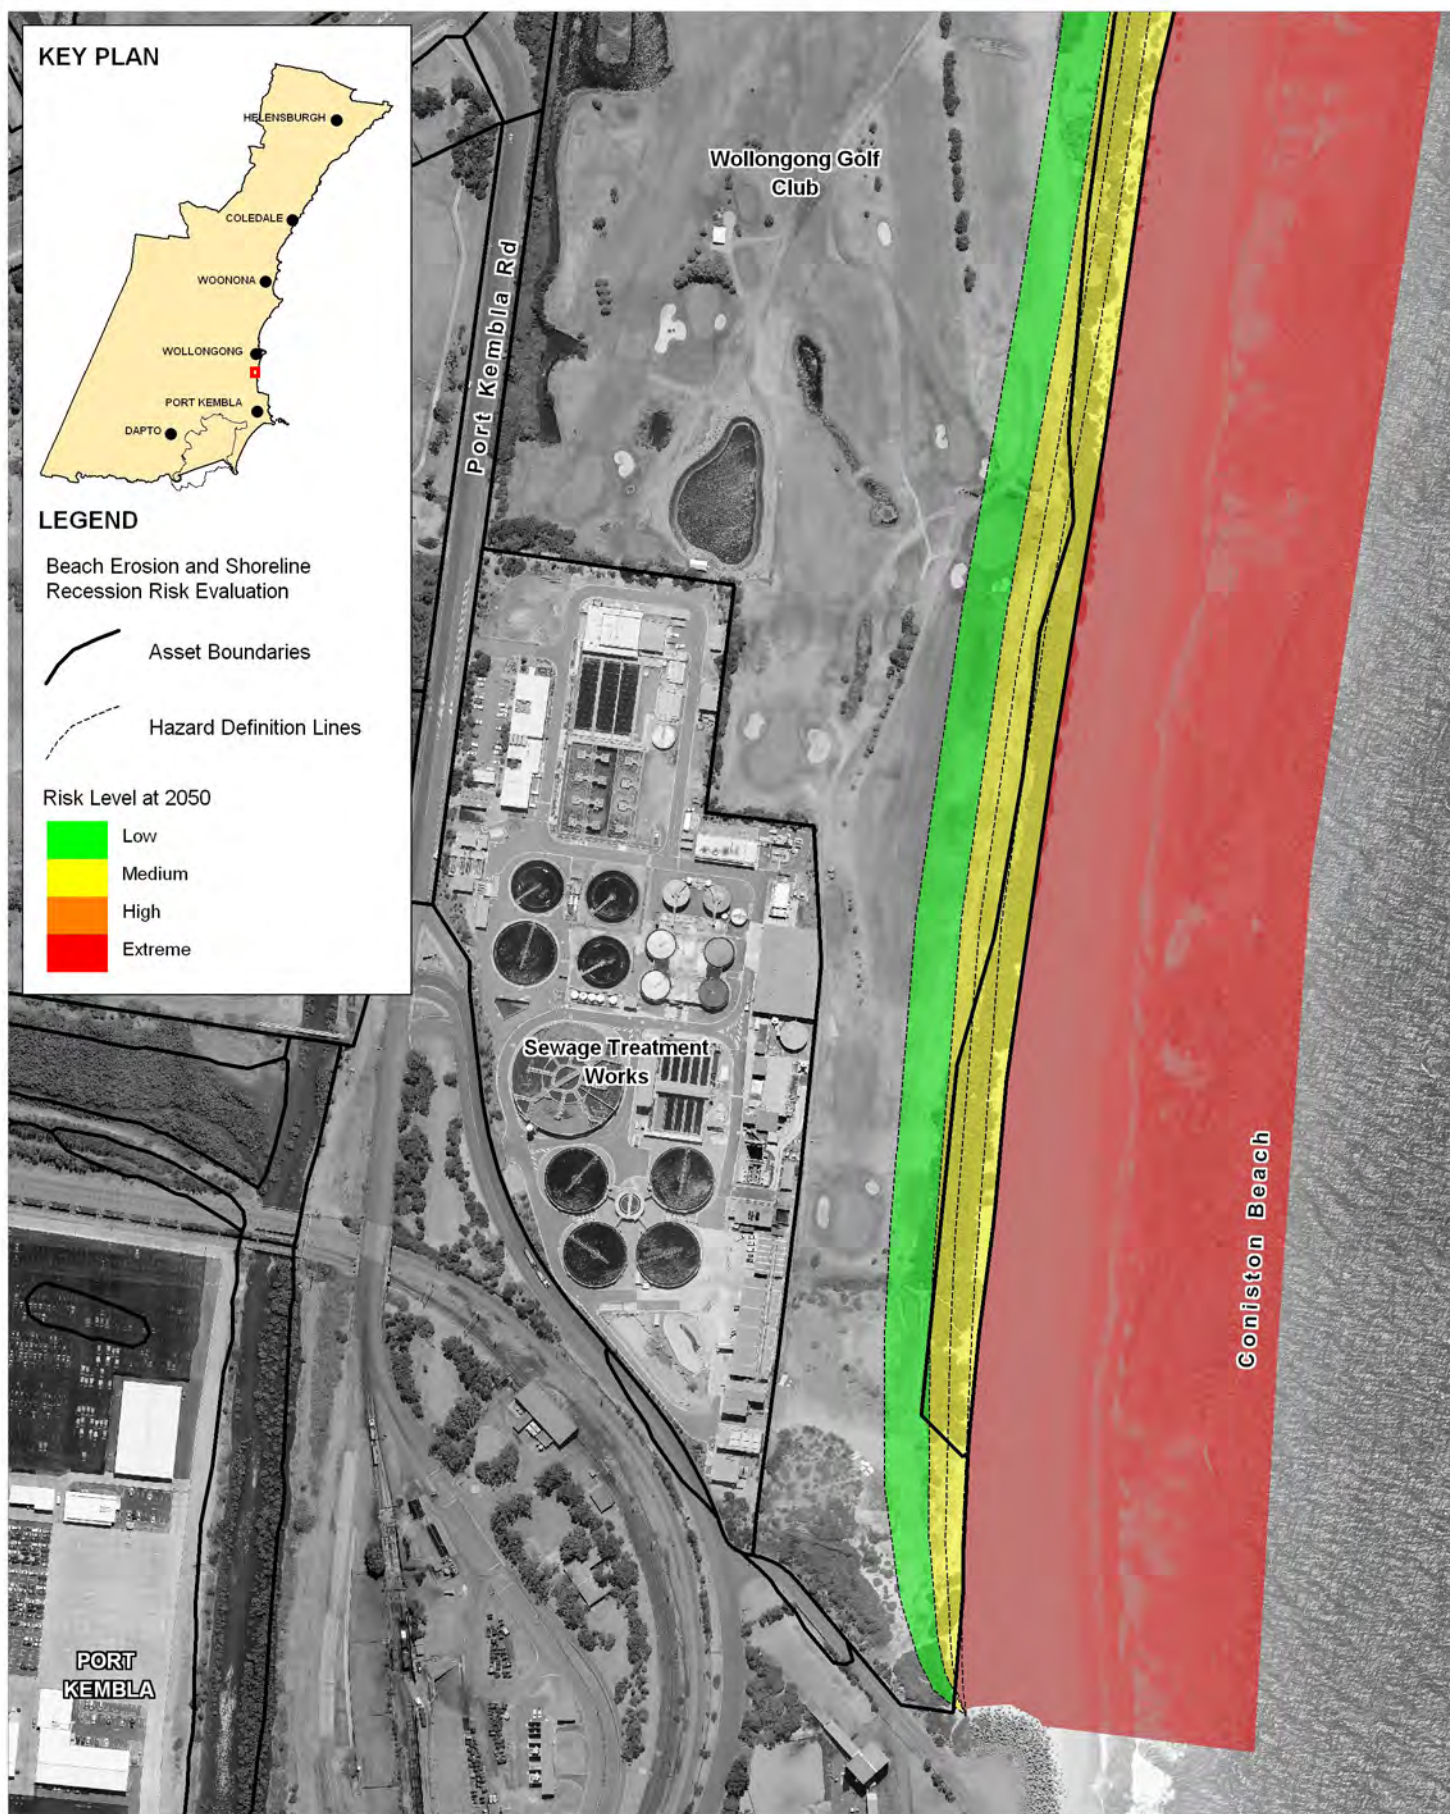 KEY PLAN
HELENSBURGH
COLEDALE
WOONONA
WOLLONGONG
PORT KEMBLA
DAPTO
LEGEND
Beach Erosion and Shoreline
Recession Risk Evaluation
Asset Boundaries
Hazard Definition Lines
Risk Level at 2050
Low
Medium
High
Extreme
Wollongong Golf
Club
Port Kembla Rd
Sewage Treatment
Works
Coniston Beach
PORT
KEMBLA